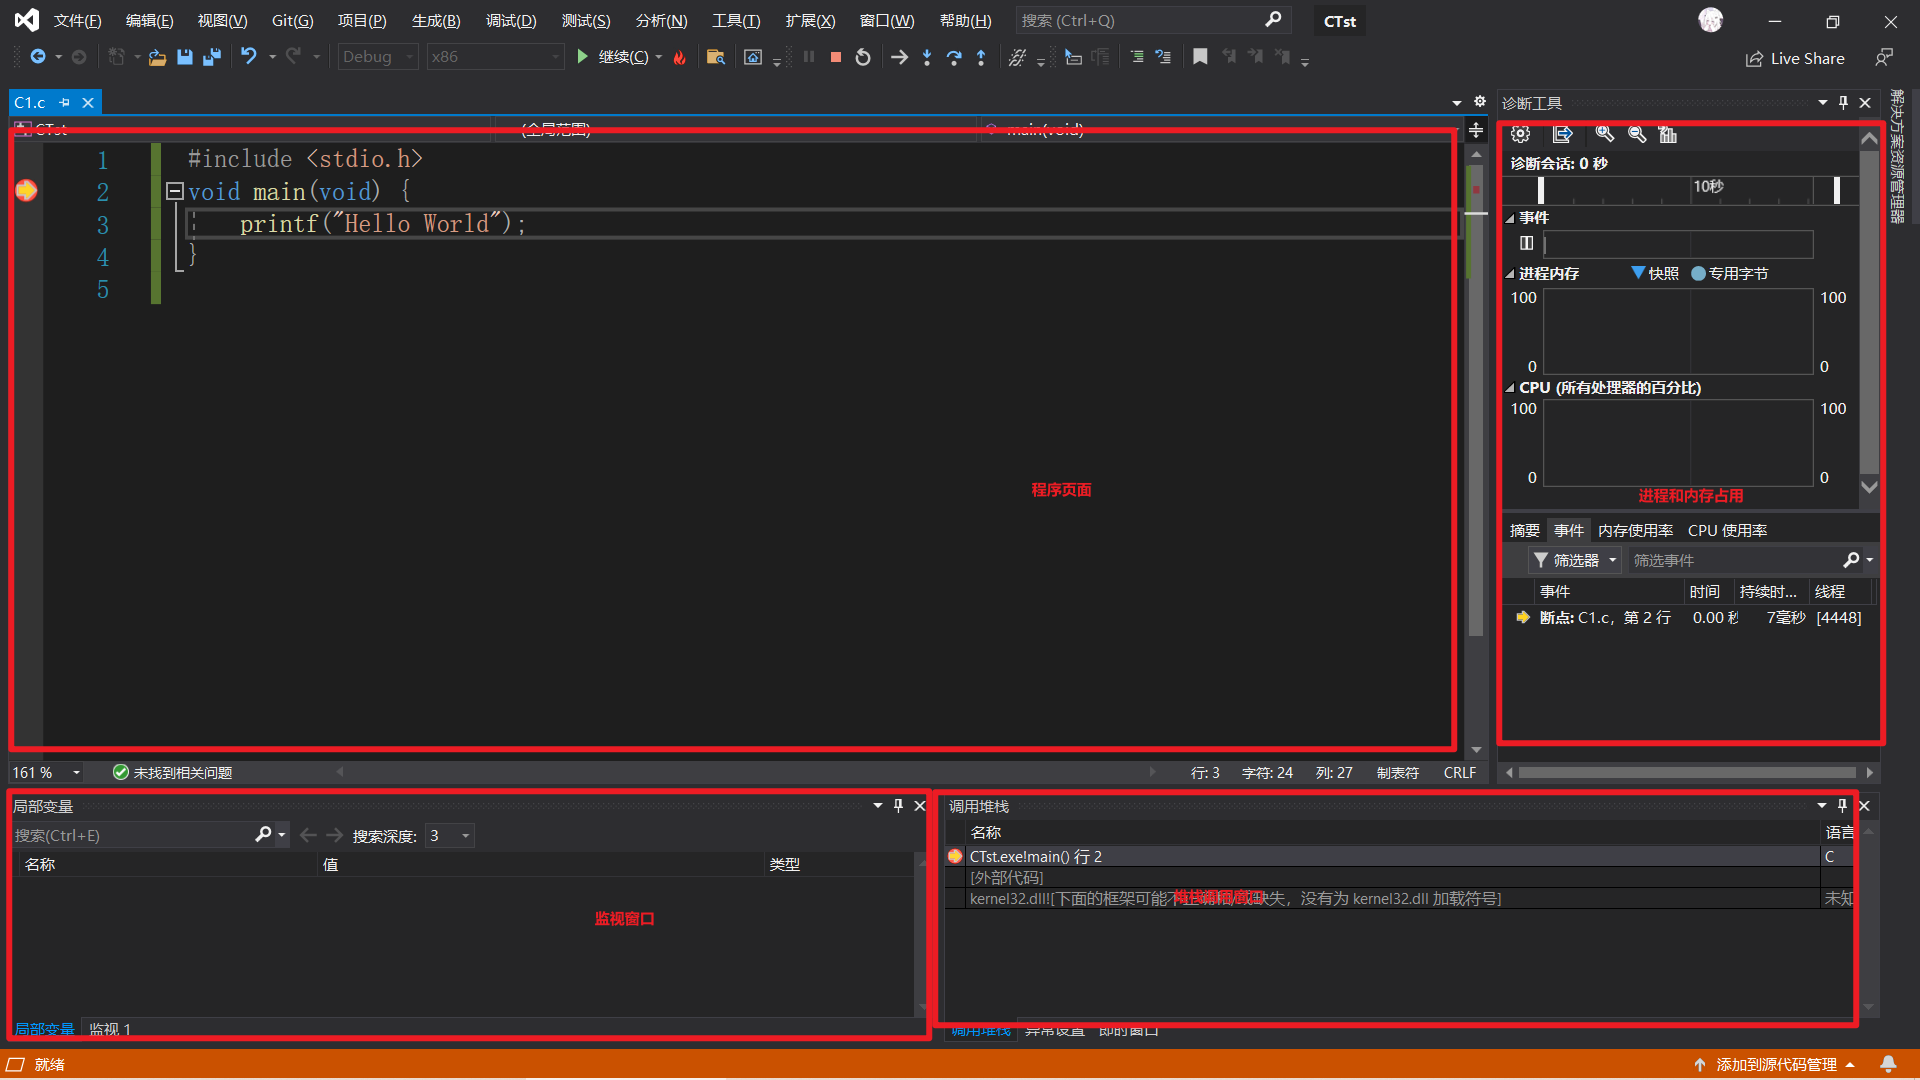 文件(F) 编辑(E) 视图(V) Git(G) 项目(P) 生成(B) 调试(D) 测试(S) 分析(N) 工具(T) 扩展(X) 窗口(W) 帮助(H) 搜索 (Ctrl+Q) CTst
Debug x86 继续(C) Live Share
C1.c
CTst (全局范围) main(void)
1 #include <stdio.h>
2 void main(void) {
3 printf("Hello World");
4 }
5
程序页面
161 % 未找到相关问题 行: 3 字符: 24 列: 27 制表符 CRLF
诊断工具
诊断会话: 0 秒
10秒
事件
进程内存 快照 专用字节
100 100
0 0
CPU (所有处理器的百分比)
100 100
0 0
进程和内存占用
摘要 事件 内存使用率 CPU 使用率
筛选器 筛选事件
事件 时间 持续时... 线程
断点: C1.c, 第 2 行 0.00 秒 7毫秒 [4448]
解决方案资源管理器
局部变量
搜索(Ctrl+E) 搜索深度: 3
名称 值 类型
监视窗口
局部变量 监视 1
调用堆栈
名称 语言
CTst.exe!main() 行 2 C
[外部代码]
kernel32.dll![下面的框架可能不正确和/或缺失，没有为 kernel32.dll 加载符号] 未知
调用堆栈 异常设置 即时窗口
就绪 添加到源代码管理